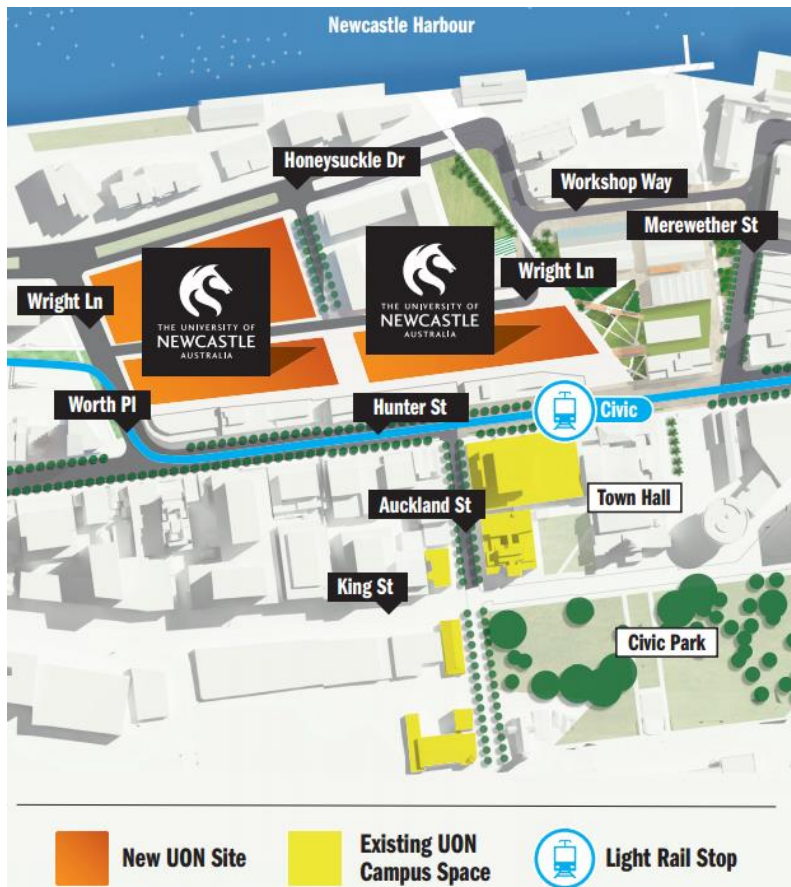 Newcastle Harbour
Honeysuckle Dr
Workshop Way
Merewether St
Wright Ln
THE UNIVERSITY OF
NEWCASTLE
AUSTRALIA
THE UNIVERSITY OF
NEWCASTLE
AUSTRALIA
Wright Ln
Worth Pl
Hunter St
Civic
Auckland St
Town Hall
King St
Civic Park
New UON Site
Existing UON
Campus Space
Light Rail Stop